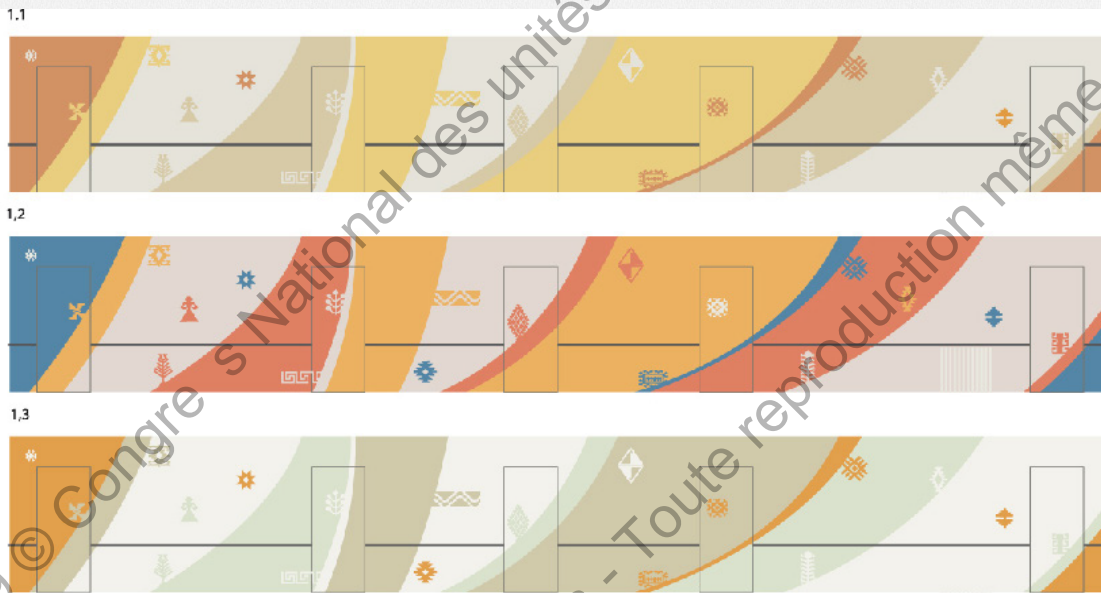 1.1
1,2
1,3
© Congre s National des unités
- Toute reproduction même